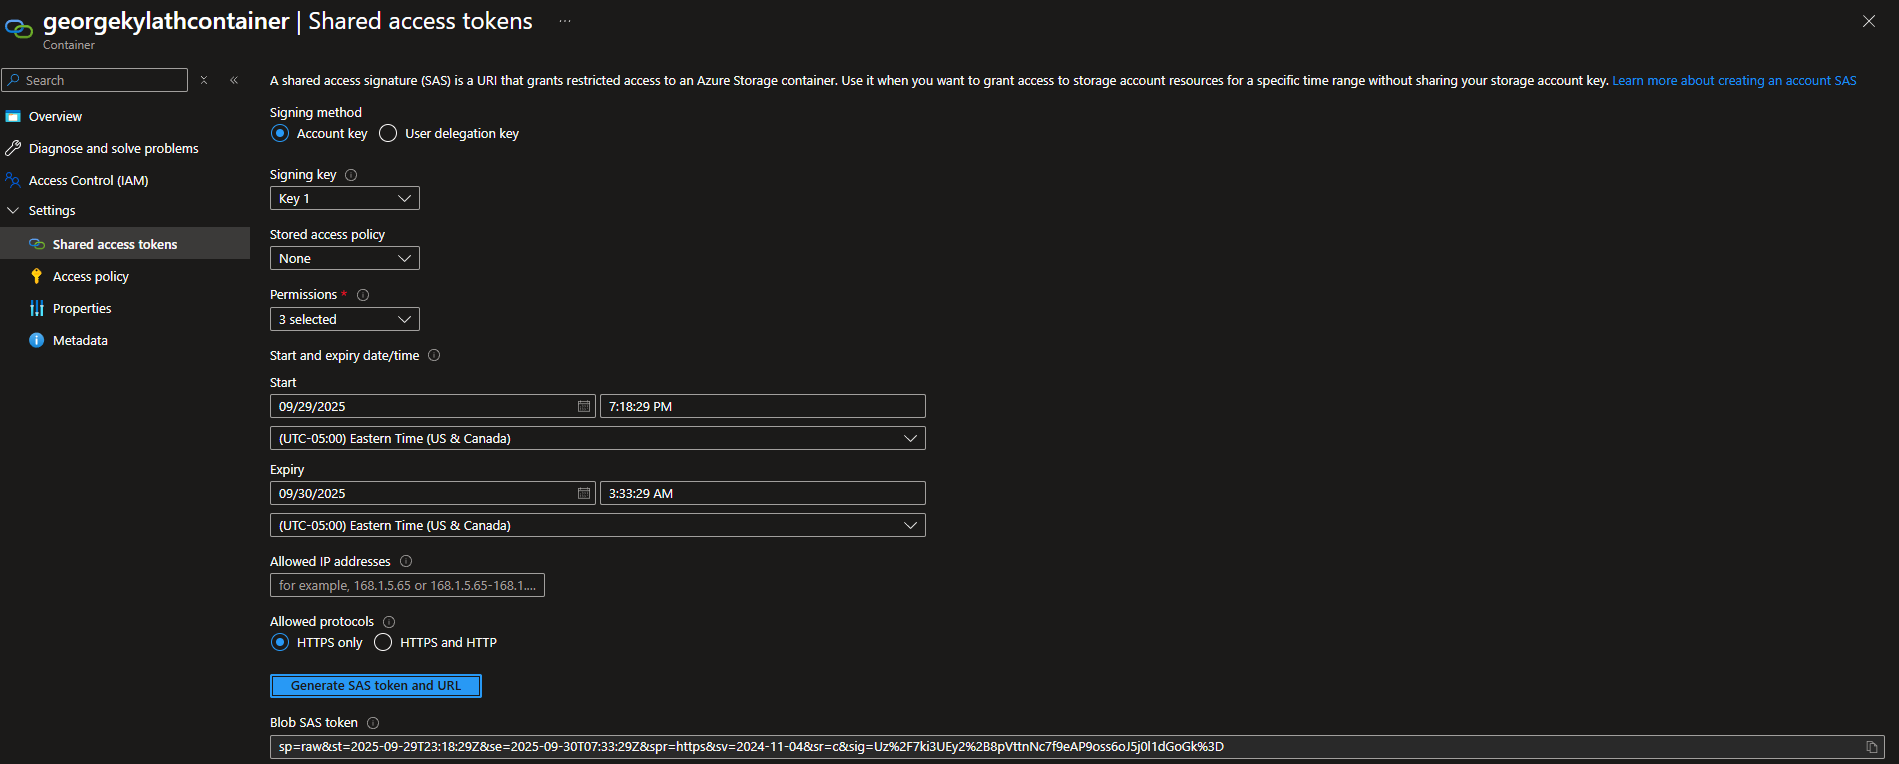 georgekylathcontainer | Shared access tokens ...
Container
Search
Overview
Diagnose and solve problems
Access Control (IAM)
Settings
Shared access tokens
Access policy
Properties
Metadata
A shared access signature (SAS) is a URI that grants restricted access to an Azure Storage container. Use it when you want to grant access to storage account resources for a specific time range without sharing your storage account key. Learn more about creating an account SAS
Signing method
Account key User delegation key
Signing key
Key 1
Stored access policy
None
Permissions *
3 selected
Start and expiry date/time
Start
09/29/2025 7:18:29 PM
(UTC-05:00) Eastern Time (US & Canada)
Expiry
09/30/2025 3:33:29 AM
(UTC-05:00) Eastern Time (US & Canada)
Allowed IP addresses
for example, 168.1.5.65 or 168.1.5.65-168.1....
Allowed protocols
HTTPS only HTTPS and HTTP
Generate SAS token and URL
Blob SAS token
sp=raw&st=2025-09-29T23:18:29Z&se=2025-09-30T07:33:29Z&spr=https&sv=2024-11-04&sr=c&sig=Uz%2F7ki3UEy2%2B8pVttnNc7f9eAP9oss6oJ5j0l1dGoGk%3D